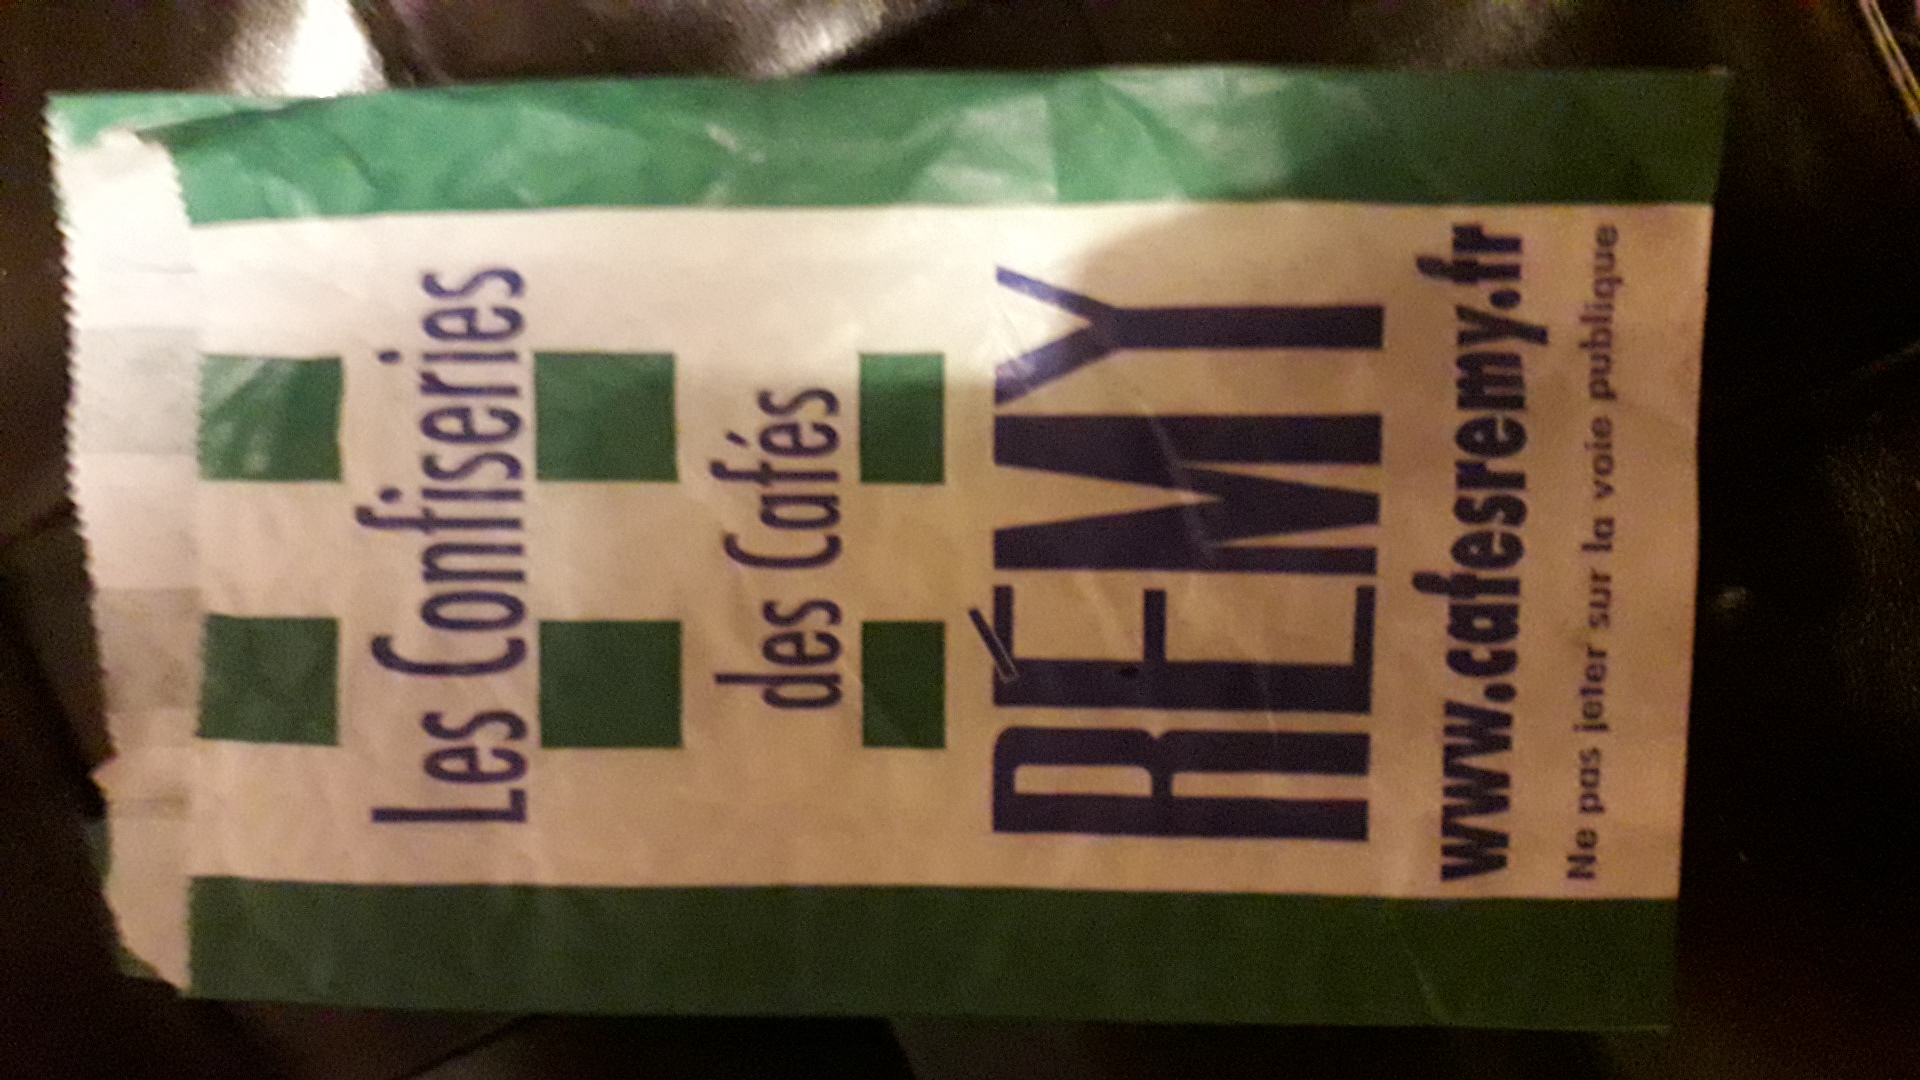 Les Confiseries
des Cafés
RÉMY
www.cafesremy.fr
Ne pas jeter sur la voie publique